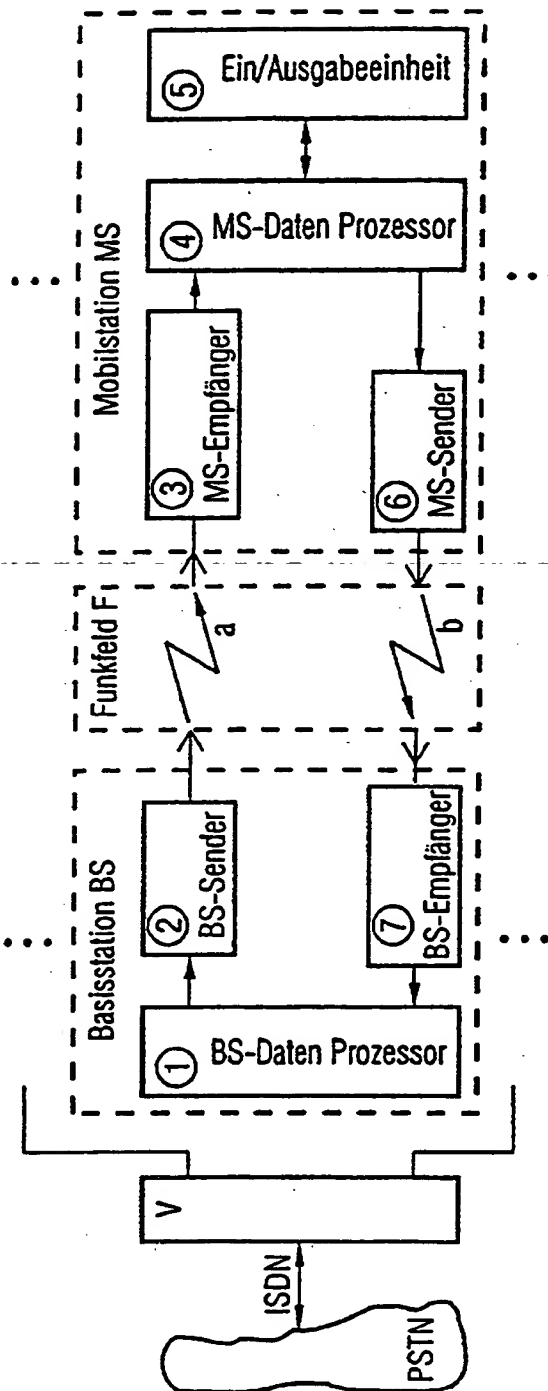 PSTN
ISDN
V
Basisstation BS
1
BS-Daten Prozessor
2
BS-Sender
7
BS-Empfänger
Funkfeld F
a
b
Mobilstation MS
3
MS-Empfänger
4
MS-Daten Prozessor
5
Ein/Ausgabeeinheit
6
MS-Sender